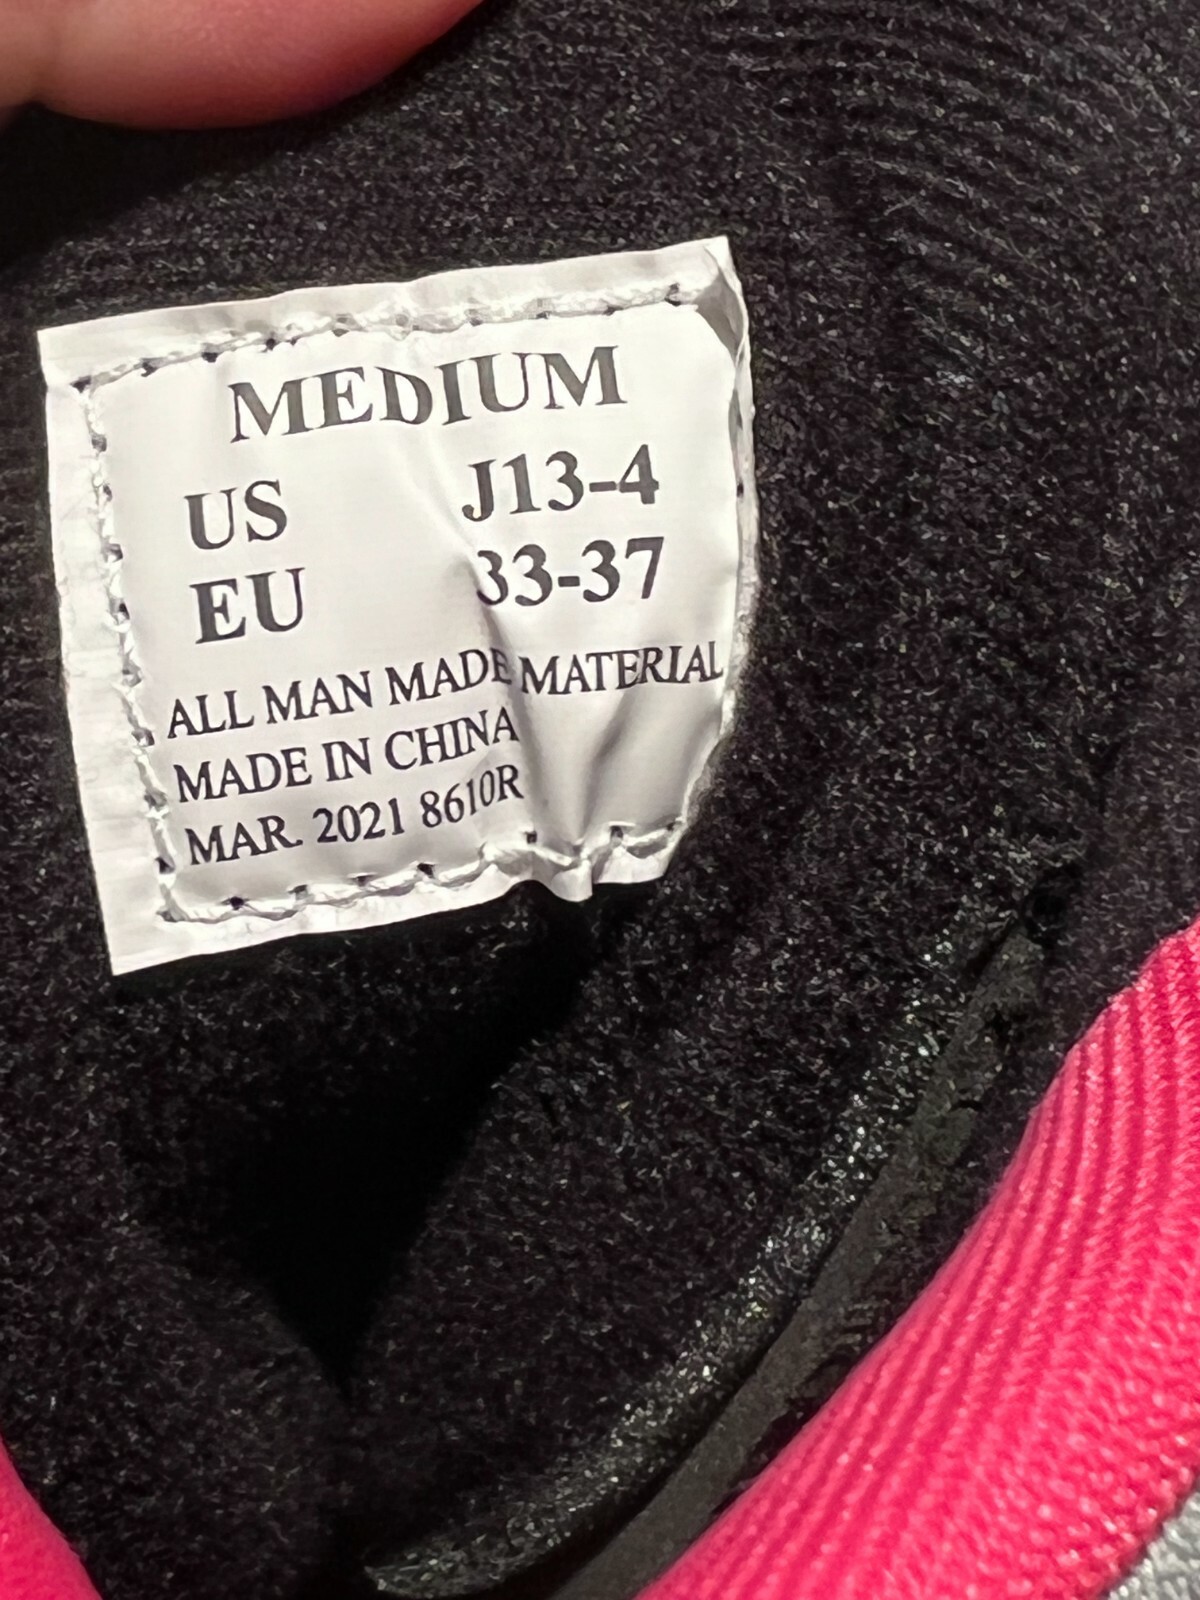 MEDIUM
US J13-4
EU 33-37
ALL MAN MADE MATERIAL
MADE IN CHINA
MAR. 2021 8610R